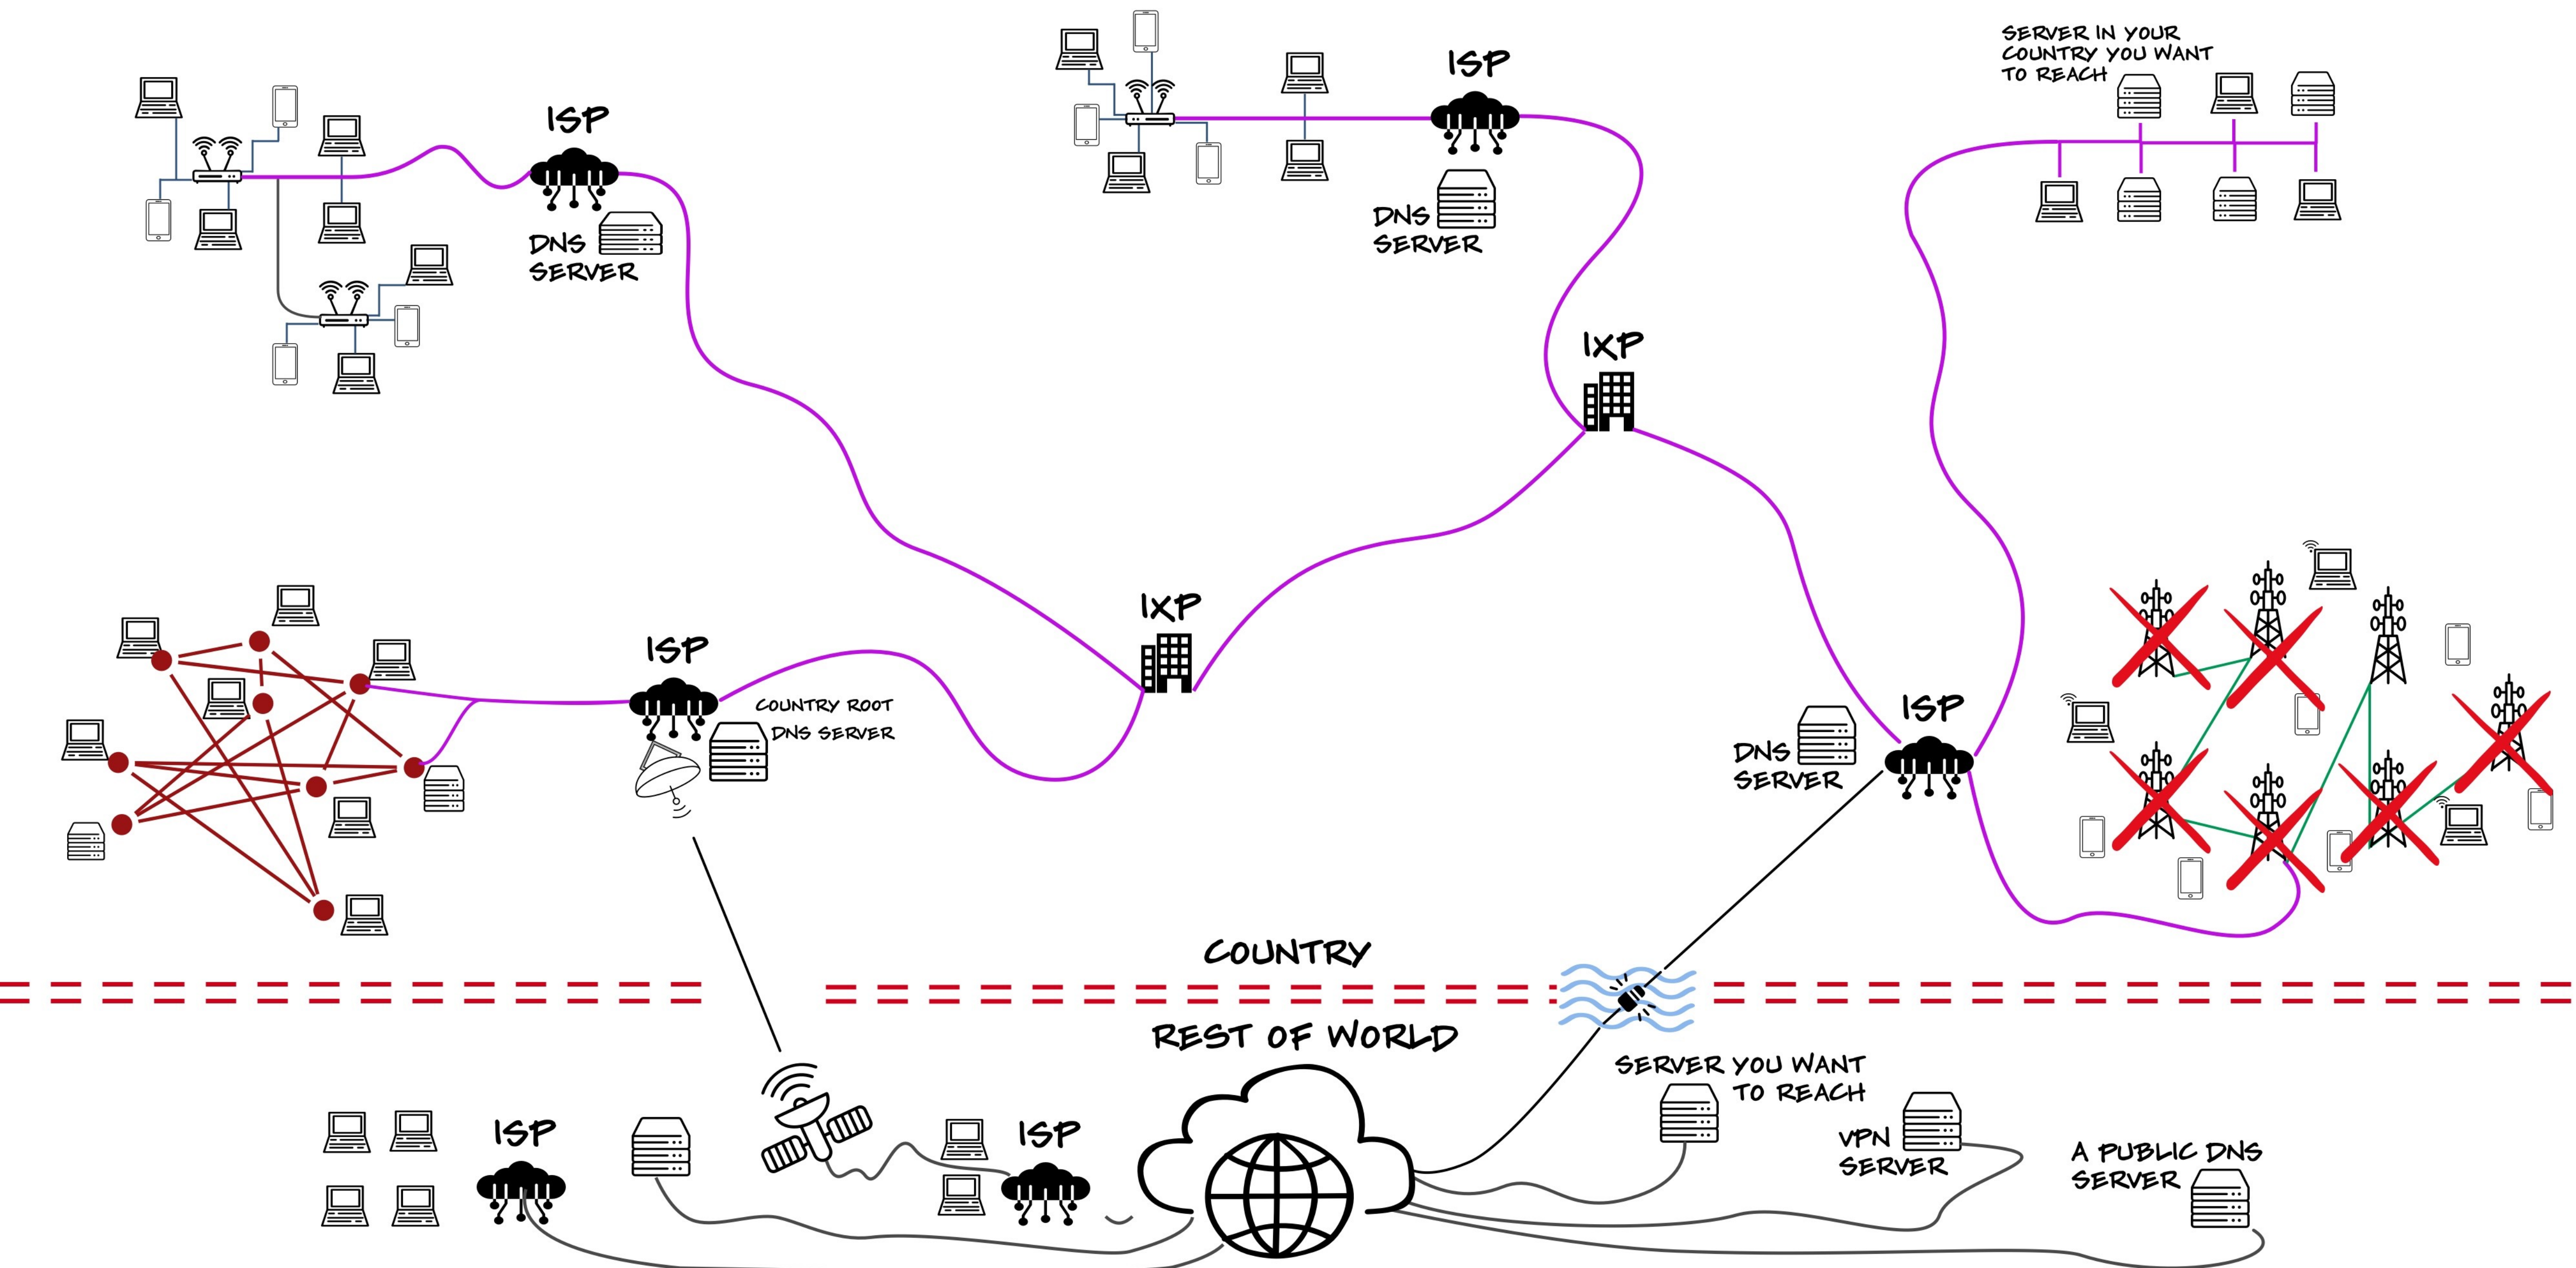 SERVER IN YOUR
COUNTRY YOU WANT
TO REACH
ISP
ISP
DNS
SERVER
DNS
SERVER
IXP
IXP
ISP
COUNTRY ROOT
DNS SERVER
ISP
DNS
SERVER
COUNTRY
REST OF WORLD
SERVER YOU WANT
TO REACH
ISP
ISP
VPN
SERVER
A PUBLIC DNS
SERVER